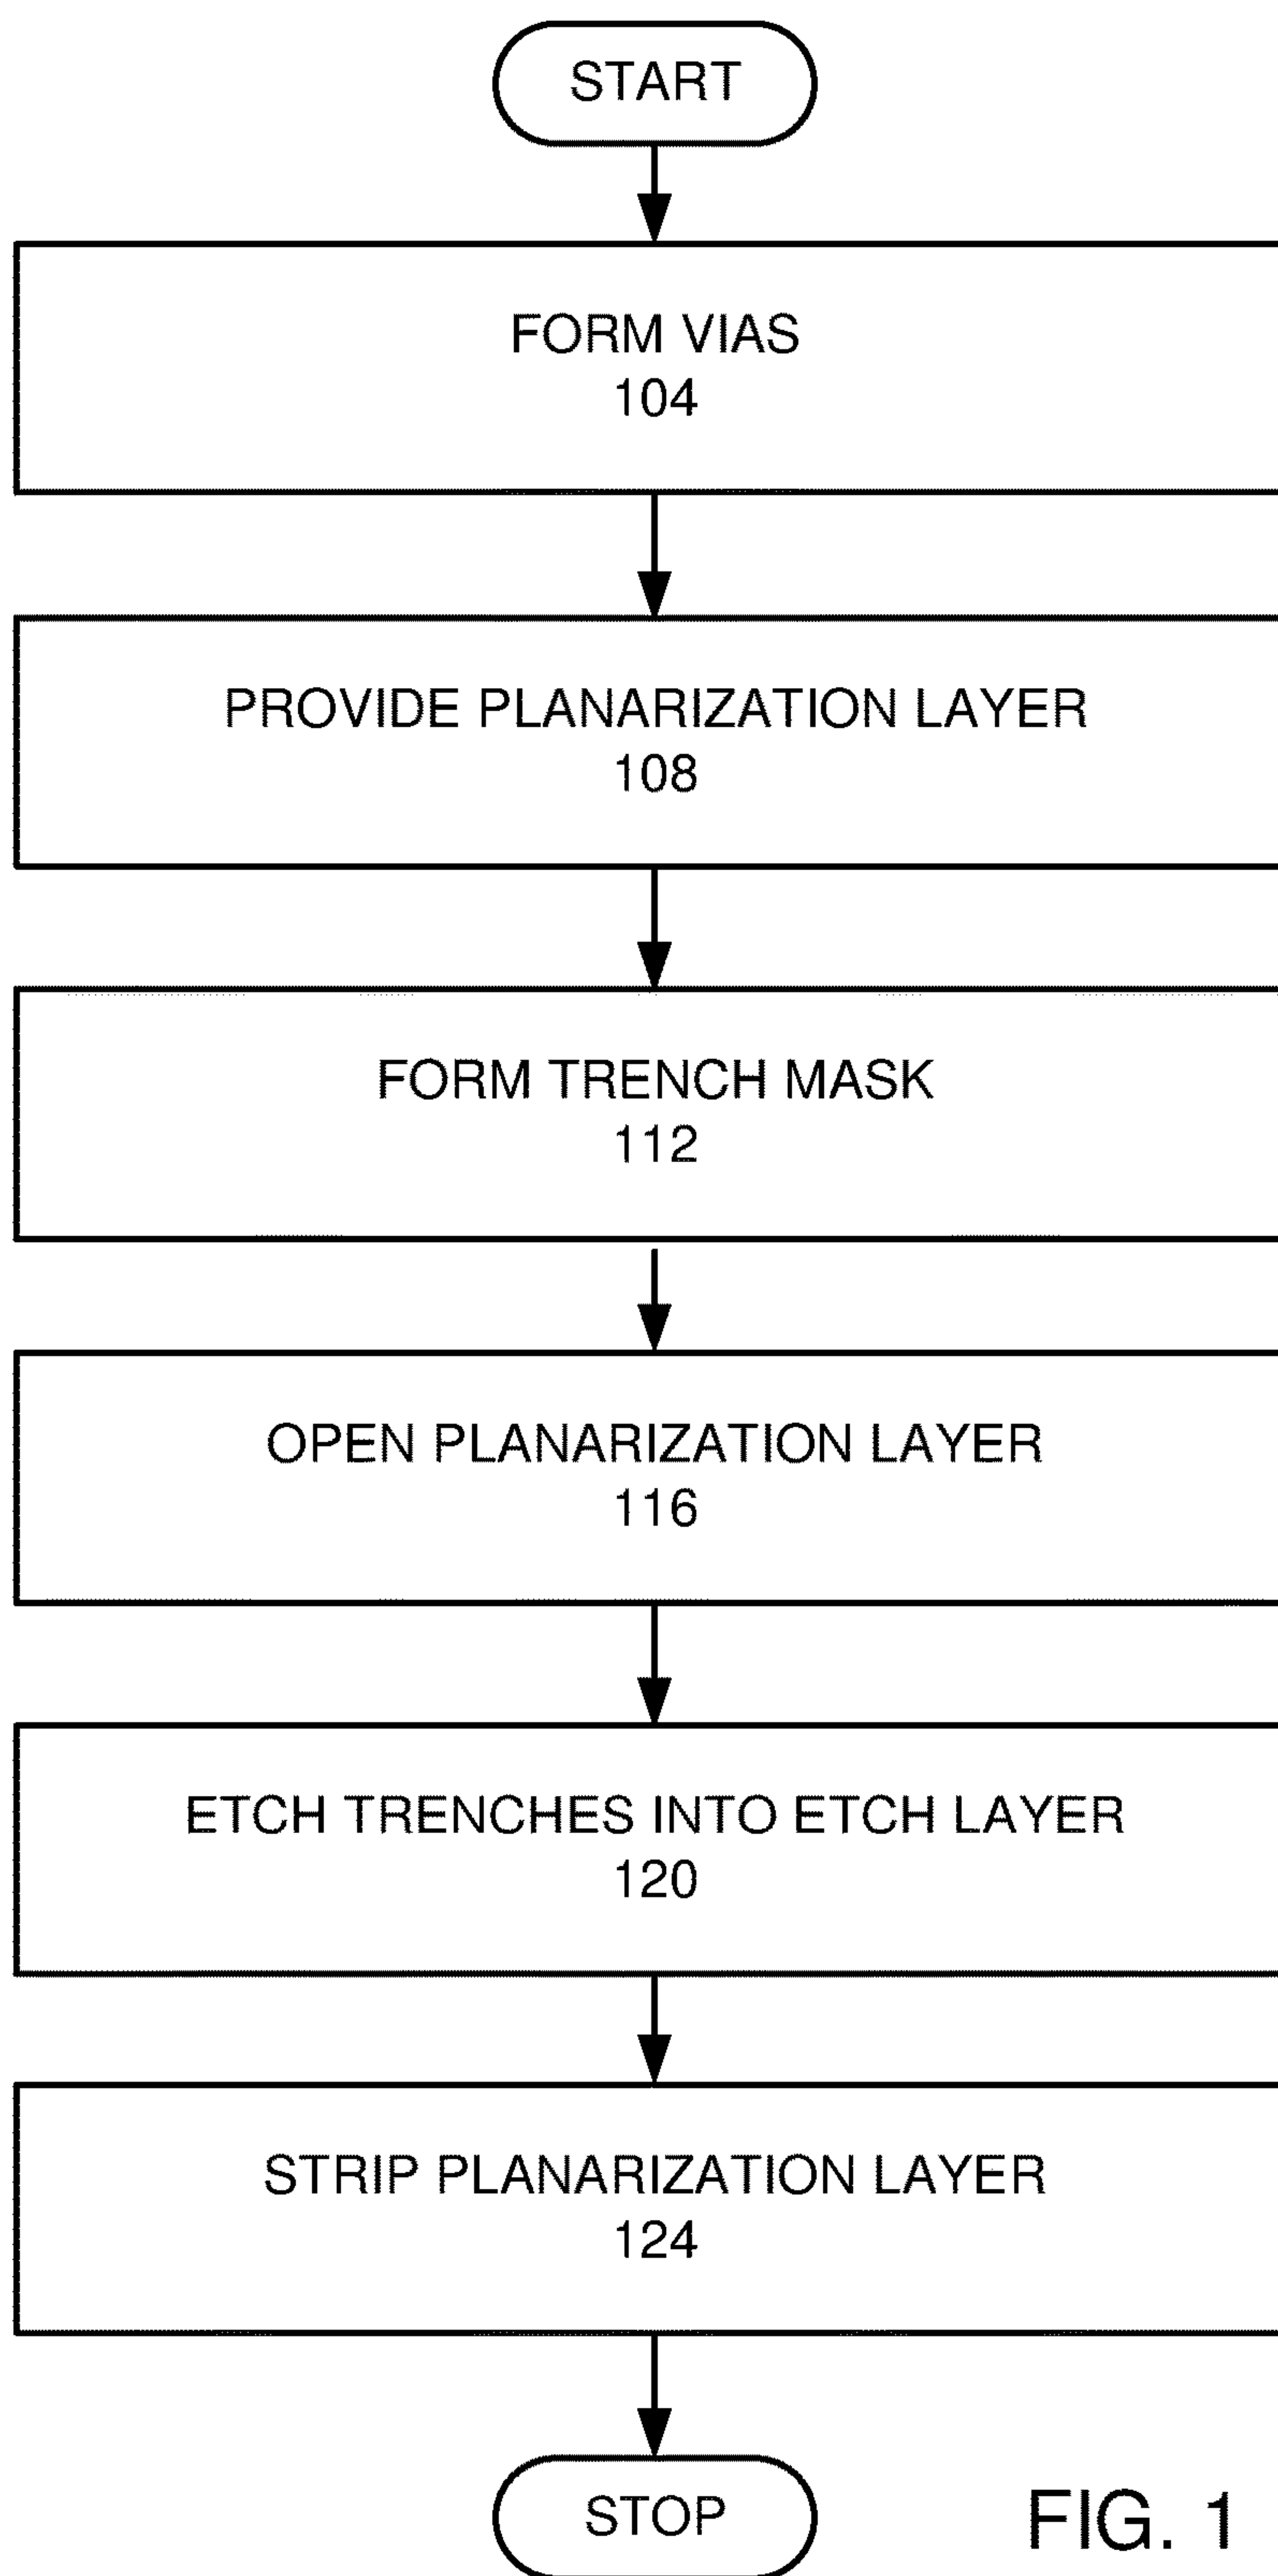 START
FORM VIAS
104
PROVIDE PLANARIZATION LAYER
108
FORM TRENCH MASK
112
OPEN PLANARIZATION LAYER
116
ETCH TRENCHES INTO ETCH LAYER
120
STRIP PLANARIZATION LAYER
124
STOP
FIG. 1